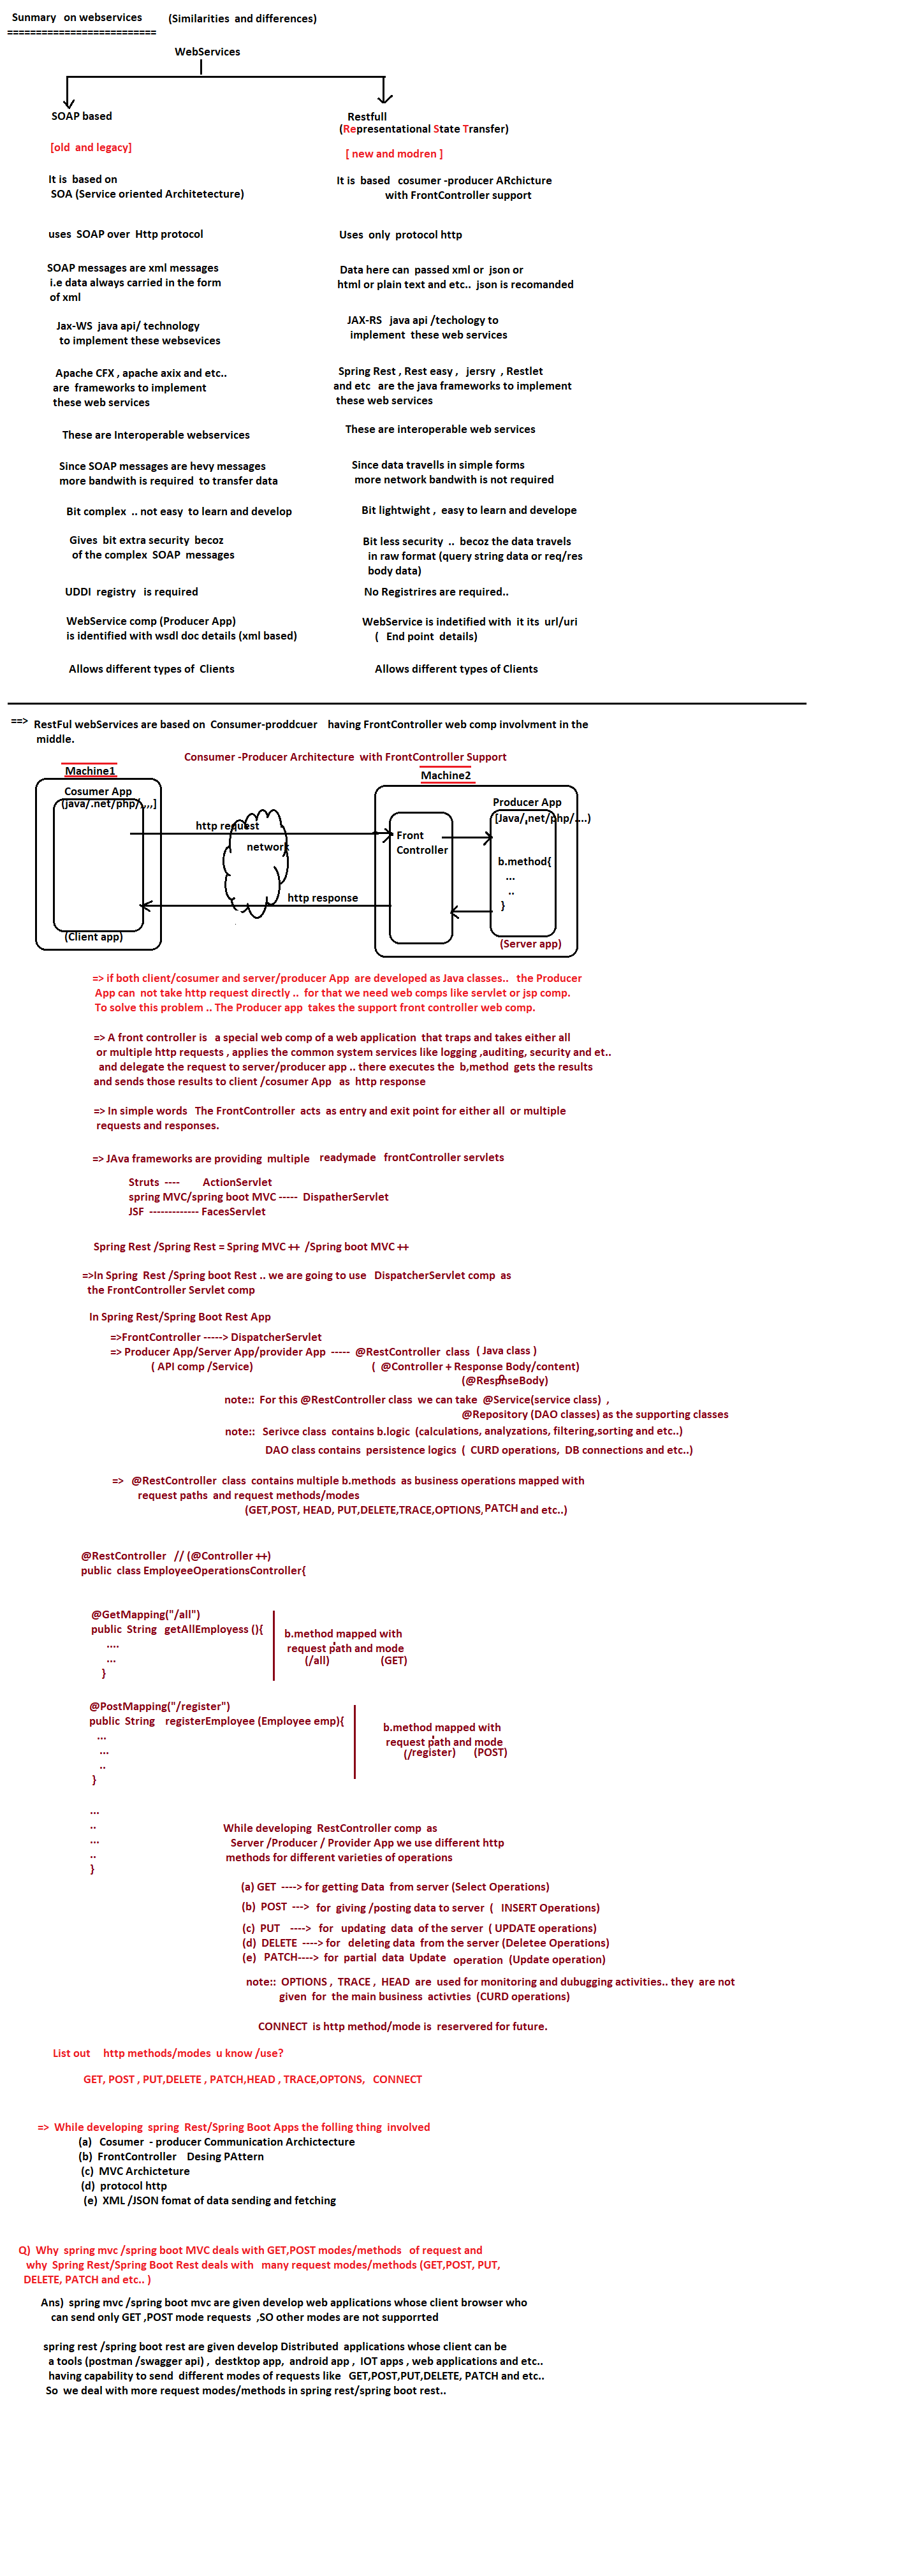 Sunmary on webservices (Similarities and differences)
==========================
WebServices
SOAP based
[old and legacy]
It is based on
SOA (Service oriented Architetecture)
uses SOAP over Http protocol
SOAP messages are xml messages
i.e data always carried in the form
of xml
Jax-WS java api/ technology
to implement these websevices
Apache CFX , apache axix and etc..
are frameworks to implement
these web services
These are Interoperable webservices
Since SOAP messages are hevy messages
more bandwith is required to transfer data
Bit complex .. not easy to learn and develop
Gives bit extra security becoz
of the complex SOAP messages
UDDI registry is required
WebService comp (Producer App)
is identified with wsdl doc details (xml based)
Allows different types of Clients
Restfull
(Representational State Transfer)
[ new and modren ]
It is based cosumer -producer ARchicture
with FrontController support
Uses only protocol http
Data here can passed xml or json or
html or plain text and etc.. json is recomanded
JAX-RS java api /techology to
implement these web services
Spring Rest , Rest easy , jersry , Restlet
and etc are the java frameworks to implement
these web services
These are interoperable web services
Since data travells in simple forms
more network bandwith is not required
Bit lightwight , easy to learn and develope
Bit less security .. becoz the data travels
in raw format (query string data or req/res
body data)
No Registrires are required..
WebService is indetified with it its url/uri
( End point details)
Allows different types of Clients
==> RestFul webServices are based on Consumer-proddcuer having FrontController web comp involvment in the
middle.
Consumer -Producer Architecture with FrontController Support
Machine1
Machine2
Cosumer App
(java/.net/php/,,,,]
Producer App
[Java/,net/php/....)
http request
network
Front
Controller
b.method{
...
..
}
http response
(Client app)
(Server app)
=> if both client/cosumer and server/producer App are developed as Java classes.. the Producer
App can not take http request directly .. for that we need web comps like servlet or jsp comp.
To solve this problem .. The Producer app takes the support front controller web comp.
=> A front controller is a special web comp of a web application that traps and takes either all
or multiple http requests , applies the common system services like logging ,auditing, security and et..
and delegate the request to server/producer app .. there executes the b,method gets the results
and sends those results to client /cosumer App as http response
=> In simple words The FrontController acts as entry and exit point for either all or multiple
requests and responses.
=> JAva frameworks are providing multiple readymade frontController servlets
Struts ---- ActionServlet
spring MVC/spring boot MVC ----- DispatherServlet
JSF ------------- FacesServlet
Spring Rest /Spring Rest = Spring MVC ++ /Spring boot MVC ++
=>In Spring Rest /Spring boot Rest .. we are going to use DispatcherServlet comp as
the FrontController Servlet comp
In Spring Rest/Spring Boot Rest App
=>FrontController -----> DispatcherServlet
=> Producer App/Server App/provider App ----- @RestController class ( Java class )
( API comp /Service) ( @Controller + Response Body/content)
(@ResponseBody)
note:: For this @RestController class we can take @Service(service class) ,
@Repository (DAO classes) as the supporting classes
note:: Serivce class contains b.logic (calculations, analyzations, filtering,sorting and etc..)
DAO class contains persistence logics ( CURD operations, DB connections and etc..)
=> @RestController class contains multiple b.methods as business operations mapped with
request paths and request methods/modes
(GET,POST, HEAD, PUT,DELETE,TRACE,OPTIONS,PATCH and etc..)
@RestController // (@Controller ++)
public class EmployeeOperationsController{
@GetMapping("/all")
public String getAllEmployess (){
....
...
}
b.method mapped with
request path and mode
(/all) (GET)
@PostMapping("/register")
public String registerEmployee (Employee emp){
...
...
..
}
b.method mapped with
request path and mode
(/register) (POST)
...
..
...
..
}
While developing RestController comp as
Server /Producer / Provider App we use different http
methods for different varieties of operations
(a) GET ----> for getting Data from server (Select Operations)
(b) POST ---> for giving /posting data to server ( INSERT Operations)
(c) PUT ----> for updating data of the server ( UPDATE operations)
(d) DELETE ----> for deleting data from the server (Deletee Operations)
(e) PATCH----> for partial data Update operation (Update operation)
note:: OPTIONS , TRACE , HEAD are used for monitoring and dubugging activities.. they are not
given for the main business activties (CURD operations)
CONNECT is http method/mode is reservered for future.
List out http methods/modes u know /use?
GET, POST , PUT,DELETE , PATCH,HEAD , TRACE,OPTONS, CONNECT
=> While developing spring Rest/Spring Boot Apps the folling thing involved
(a) Cosumer - producer Communication Archictecture
(b) FrontController Desing PAttern
(c) MVC Archicteture
(d) protocol http
(e) XML /JSON fomat of data sending and fetching
Q) Why spring mvc /spring boot MVC deals with GET,POST modes/methods of request and
why Spring Rest/Spring Boot Rest deals with many request modes/methods (GET,POST, PUT,
DELETE, PATCH and etc.. )
Ans) spring mvc /spring boot mvc are given develop web applications whose client browser who
can send only GET ,POST mode requests ,SO other modes are not supporrted
spring rest /spring boot rest are given develop Distributed applications whose client can be
a tools (postman /swagger api) , destktop app, android app , IOT apps , web applications and etc..
having capability to send different modes of requests like GET,POST,PUT,DELETE, PATCH and etc..
So we deal with more request modes/methods in spring rest/spring boot rest..